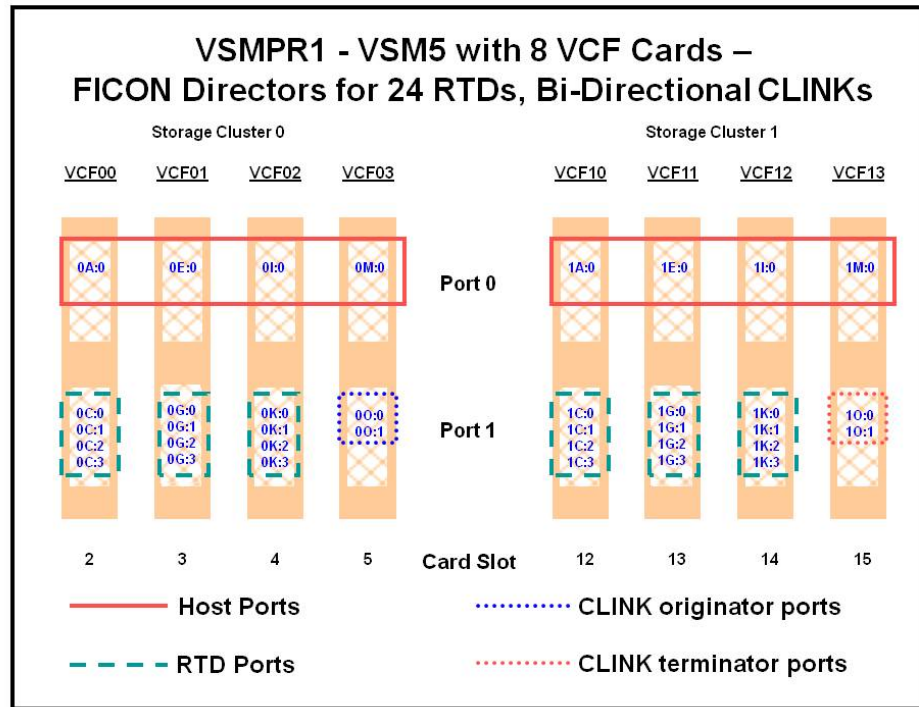 VSMPR1 - VSM5 with 8 VCF Cards –
FICON Directors for 24 RTDs, Bi-Directional CLINKs
Storage Cluster 0
Storage Cluster 1
VCF00 VCF01 VCF02 VCF03 VCF10 VCF11 VCF12 VCF13
0A:0 0E:0 0I:0 0M:0 1A:0 1E:0 1I:0 1M:0
Port 0
0C:0 0G:0 0K:0 0O:0 1C:0 1G:0 1K:0 1O:0
0C:1 0G:1 0K:1 0O:1 Port 1 1C:1 1G:1 1K:1 1O:1
0C:2 0G:2 0K:2 1C:2 1G:2 1K:2
0C:3 0G:3 0K:3 1C:3 1G:3 1K:3
2 3 4 5 Card Slot 12 13 14 15
Host Ports
CLINK originator ports
RTD Ports
CLINK terminator ports